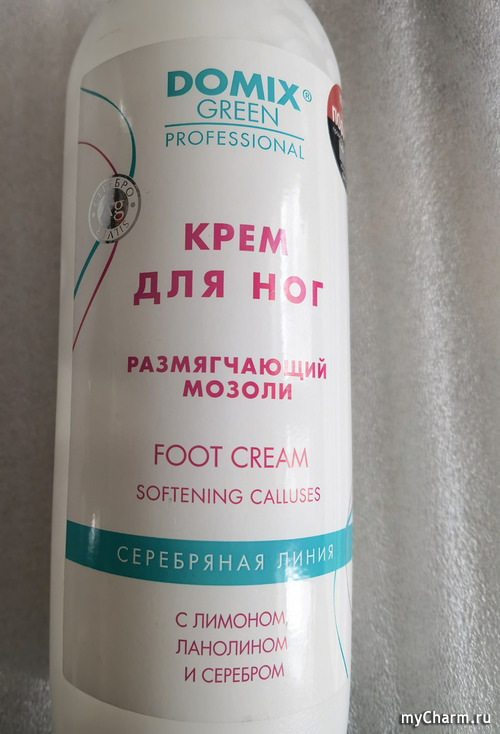 DOMIX®
GREEN
PROFESSIONAL
КРЕМ
ДЛЯ НОГ
РАЗМЯГЧАЮЩИЙ
МОЗОЛИ
FOOT CREAM
SOFTENING CALLUSES
СЕРЕБРЯНАЯ ЛИНИЯ
С ЛИМОНОМ,
ЛАНОЛИНОМ
И СЕРЕБРОМ
myCharm.ru